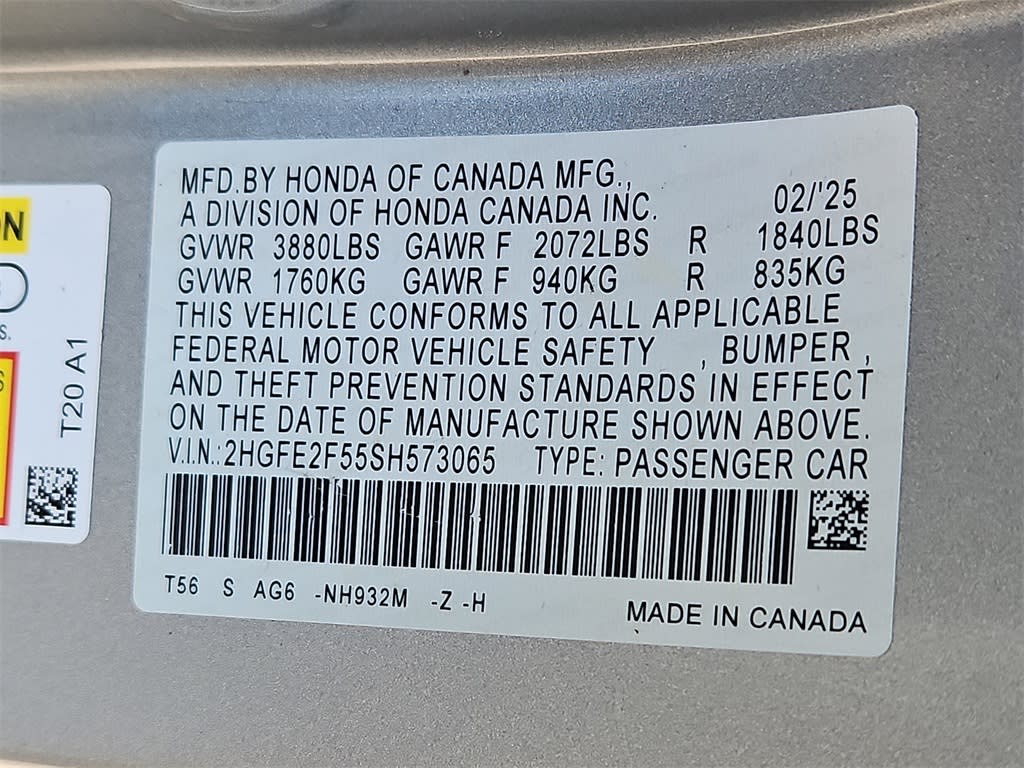 MFD.BY HONDA OF CANADA MFG.,
A DIVISION OF HONDA CANADA INC. 02/'25
GVWR 3880LBS GAWR F 2072LBS R 1840LBS
GVWR 1760KG GAWR F 940KG R 835KG
THIS VEHICLE CONFORMS TO ALL APPLICABLE
FEDERAL MOTOR VEHICLE SAFETY , BUMPER ,
AND THEFT PREVENTION STANDARDS IN EFFECT
ON THE DATE OF MANUFACTURE SHOWN ABOVE.
V.I.N.:2HGFE2F55SH573065 TYPE: PASSENGER CAR
T56 S AG6 -NH932M -Z -H
MADE IN CANADA
T20 A1